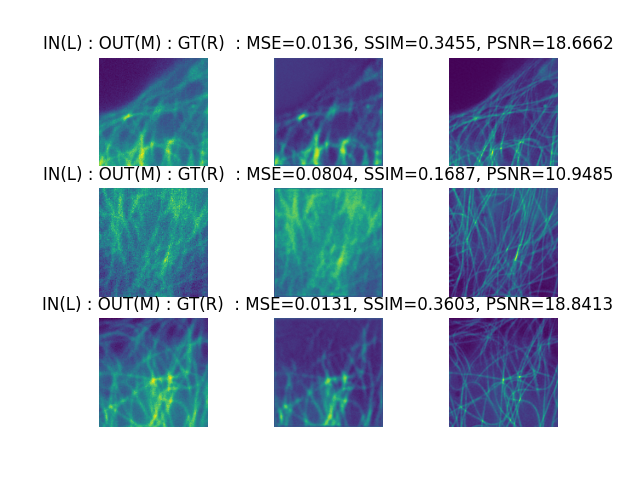 IN(L) : OUT(M) : GT(R)  : MSE=0.0136, SSIM=0.3455, PSNR=18.6662
IN(L) : OUT(M) : GT(R)  : MSE=0.0804, SSIM=0.1687, PSNR=10.9485
IN(L) : OUT(M) : GT(R)  : MSE=0.0131, SSIM=0.3603, PSNR=18.8413